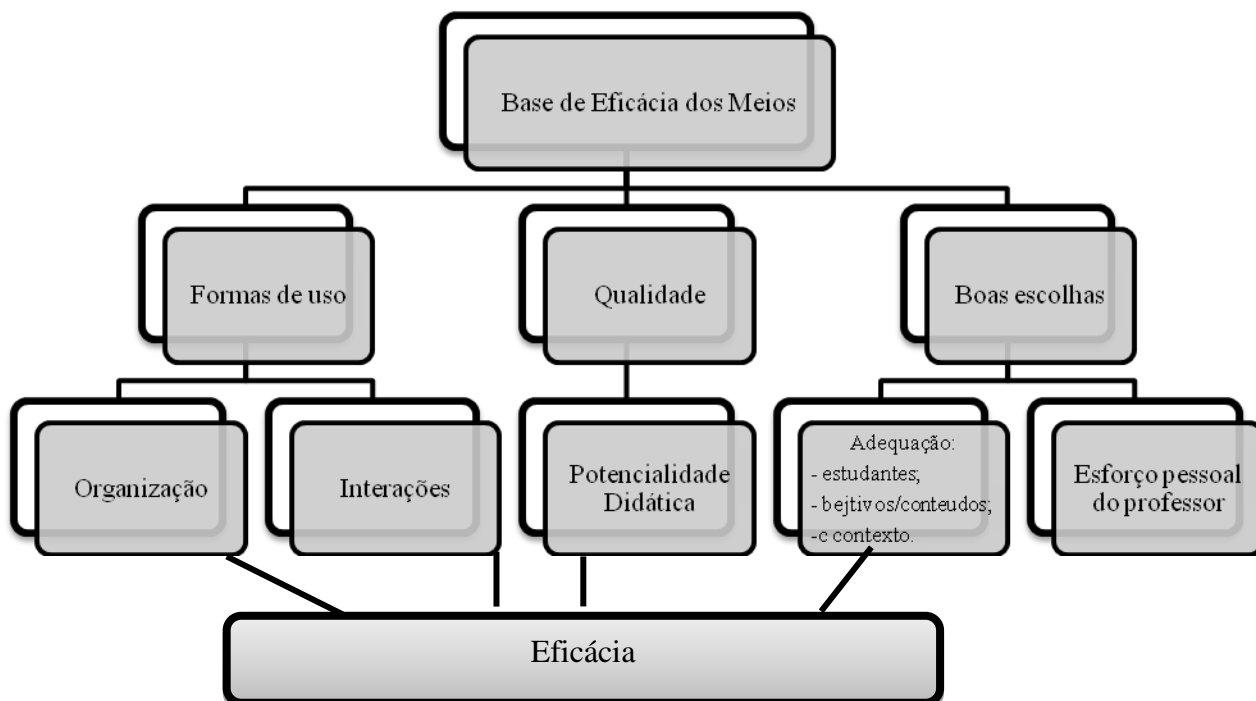 Base de Eficácia dos Meios
Formas de uso
Qualidade
Boas escolhas
Organização
Interações
Potencialidade
Didática
Adequação:
- estudantes;
- bejtivos/conteudos;
-c contexto.
Esforço pessoal
do professor
Eficácia